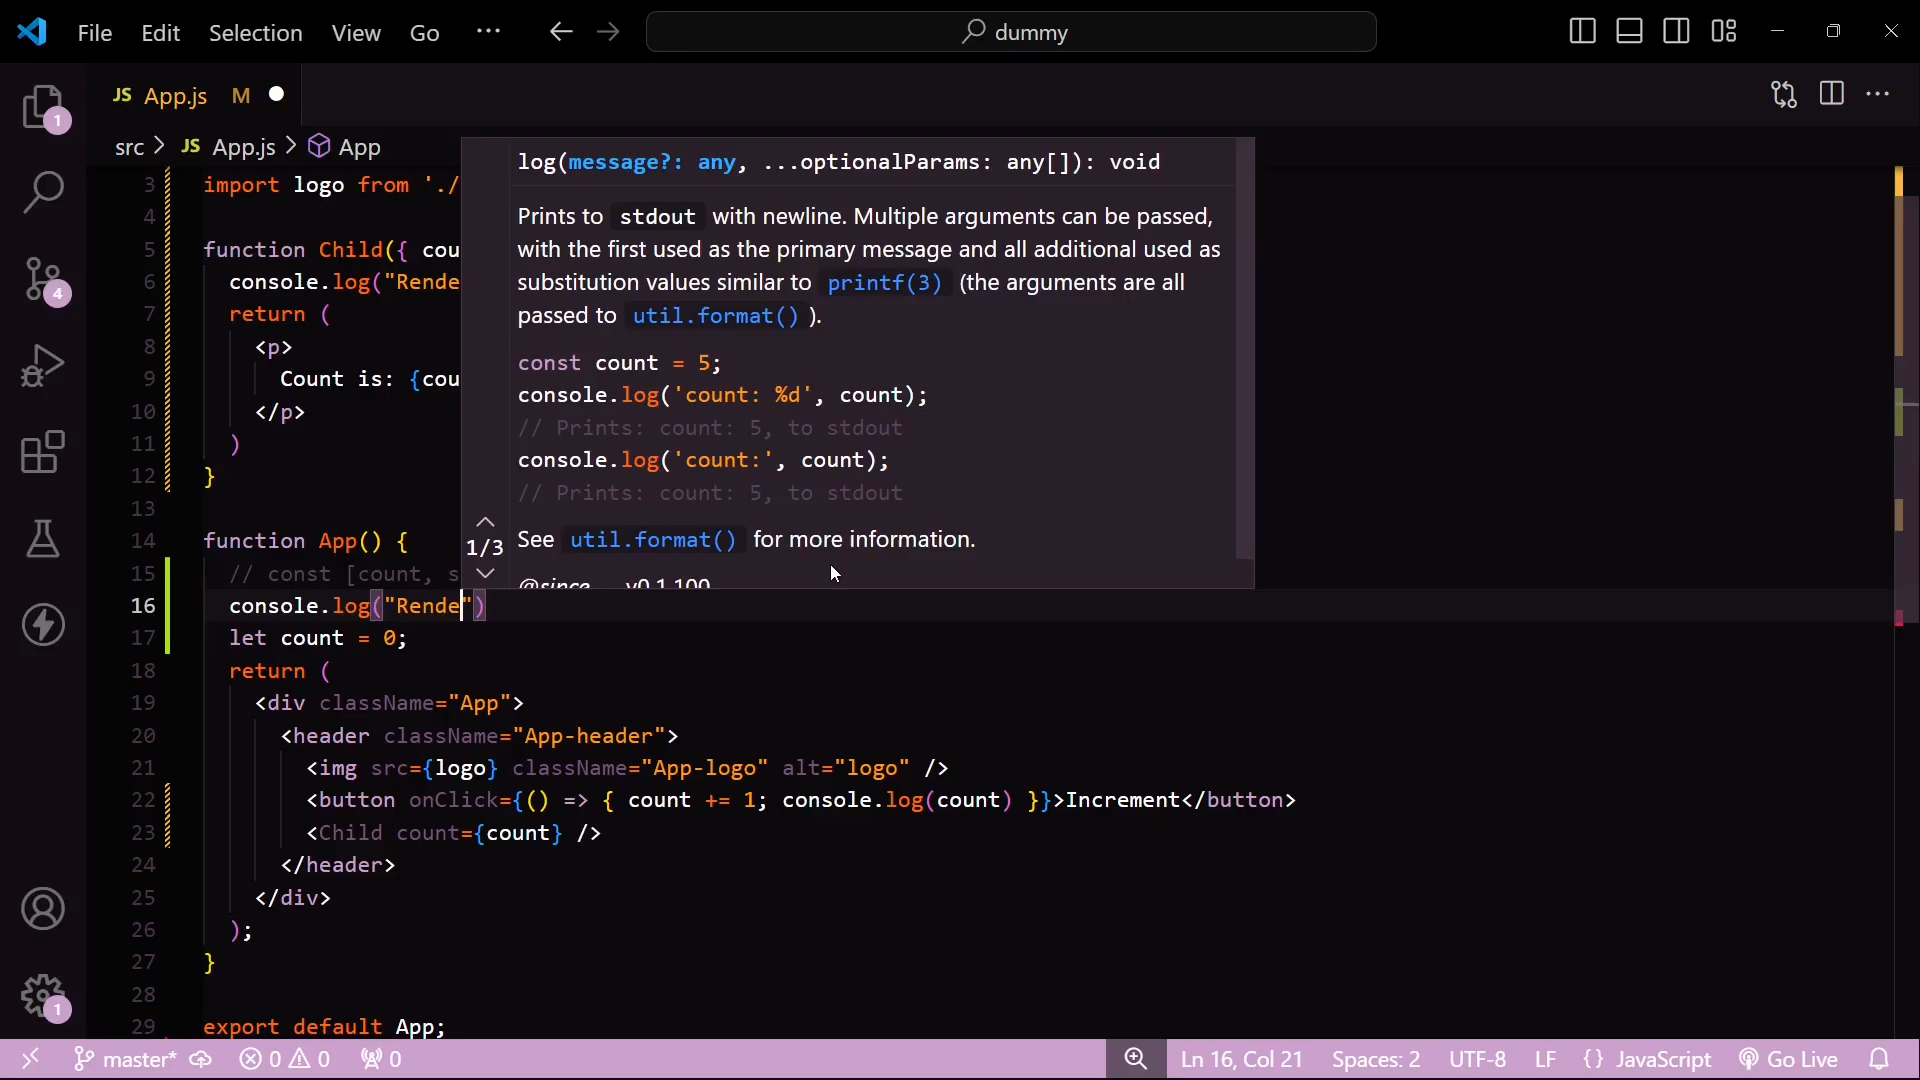 File Edit Selection View Go ··· dummy
JS App.js M
src > JS App.js > App
log(message?: any, ...optionalParams: any[]): void
Prints to stdout with newline. Multiple arguments can be passed,
with the first used as the primary message and all additional used as
substitution values similar to printf(3) (the arguments are all
passed to util.format() ).
const count = 5;
console.log('count: %d', count);
// Prints: count: 5, to stdout
console.log('count:', count);
// Prints: count: 5, to stdout
See util.format() for more information.
@since v0.1.100
1/3
3 import logo from './
4
5 function Child({ cou
6 console.log("Rende
7 return (
8 <p>
9 Count is: {cou
10 </p>
11 )
12 }
13
14 function App() {
15 // const [count, s
16 console.log("Rende")
17 let count = 0;
18 return (
19 <div className="App">
20 <header className="App-header">
21 <img src={logo} className="App-logo" alt="logo" />
22 <button onClick={() => { count += 1; console.log(count) }}>Increment</button>
23 <Child count={count} />
24 </header>
25 </div>
26 );
27 }
28
29 export default App;
1
4
1
master* 0 0 0 Ln 16, Col 21 Spaces: 2 UTF-8 LF {} JavaScript Go Live